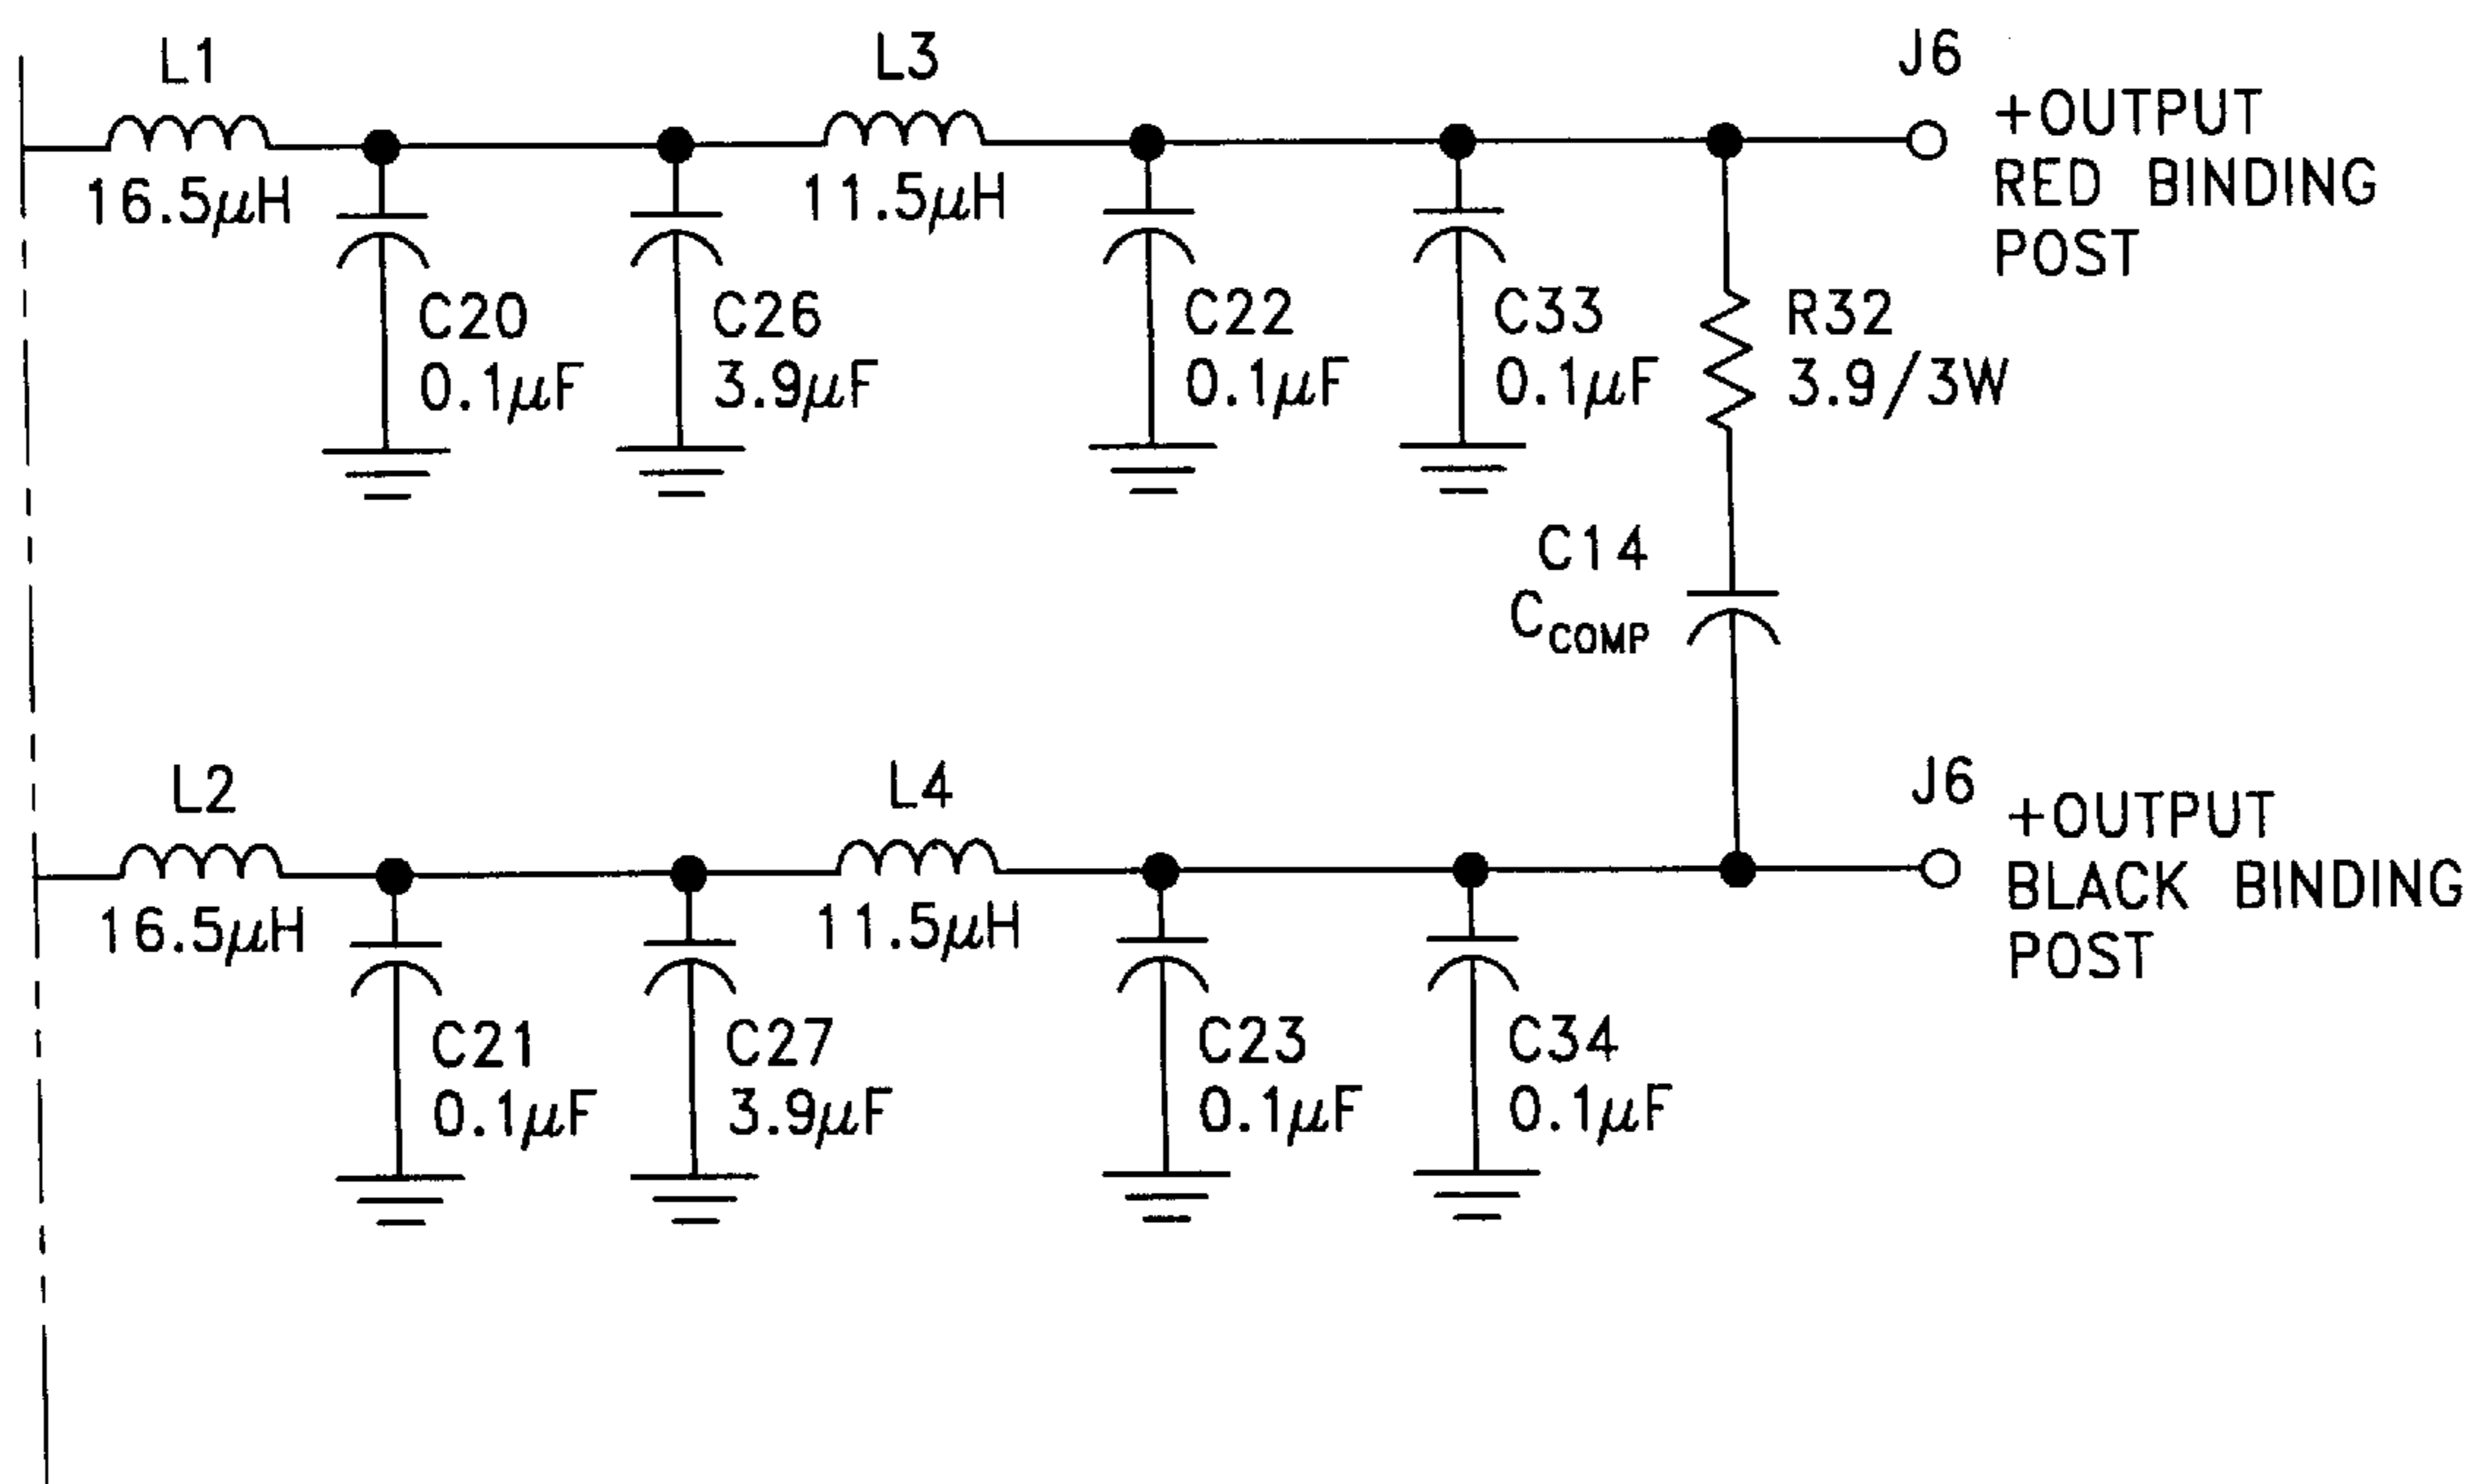 L1
16.5μH
C20
0.1μF
C26
3.9μF
L3
11.5μH
C22
0.1μF
C33
0.1μF
R32
3.9/3W
J6
+OUTPUT
RED BINDING
POST
C14
CCOMP
L2
16.5μH
C21
0.1μF
C27
3.9μF
L4
11.5μH
C23
0.1μF
C34
0.1μF
J6
+OUTPUT
BLACK BINDING
POST